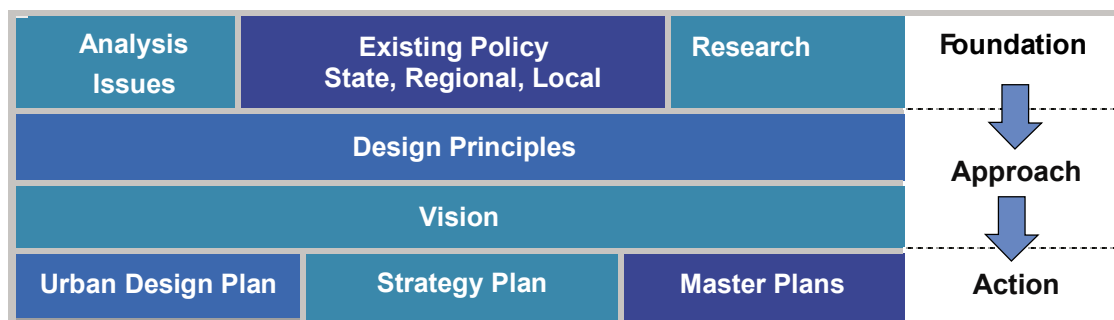 Analysis
Issues
Existing Policy
State, Regional, Local
Research
Foundation
Design Principles
Approach
Vision
Urban Design Plan
Strategy Plan
Master Plans
Action